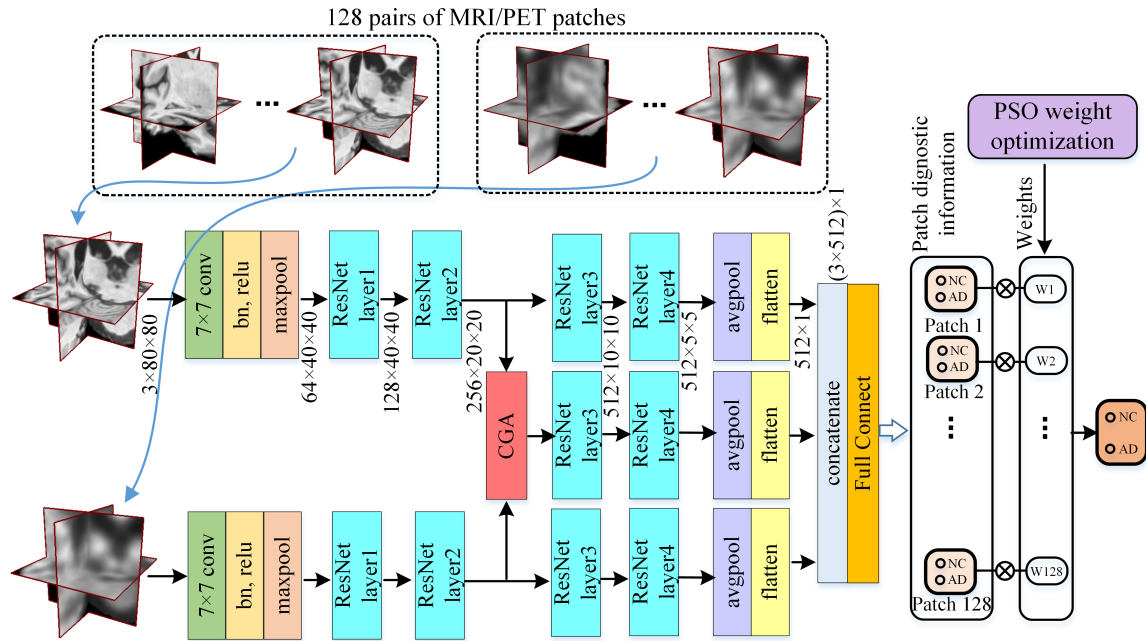 128 pairs of MRI/PET patches
...
...
PSO weight
optimization
Patch dignostic
information
Weights
3×80×80
7×7 conv
bn, relu
maxpool
64×40×40
ResNet
layer1
128×40×40
ResNet
layer2
256×20×20
ResNet
layer3
512×10×10
ResNet
layer4
512×5×5
avgpool
flatten
512×1
(3×512)×1
CGA
ResNet
layer3
ResNet
layer4
avgpool
flatten
concatenate
Full Connect
7×7 conv
bn, relu
maxpool
ResNet
layer1
ResNet
layer2
ResNet
layer3
ResNet
layer4
avgpool
flatten
NC
AD
Patch 1
W1
NC
AD
Patch 2
W2
...
...
NC
AD
Patch 128
W128
NC
AD